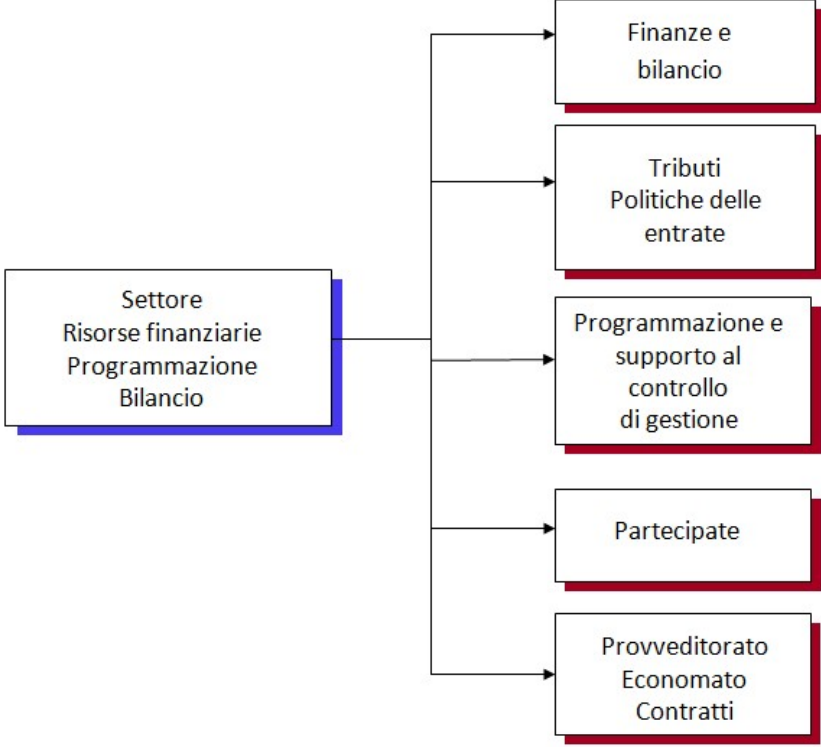 Settore
Risorse finanziarie
Programmazione
Bilancio
Finanze e
bilancio
Tributi
Politiche delle
entrate
Programmazione e
supporto al
controllo
di gestione
Partecipate
Provveditorato
Economato
Contratti